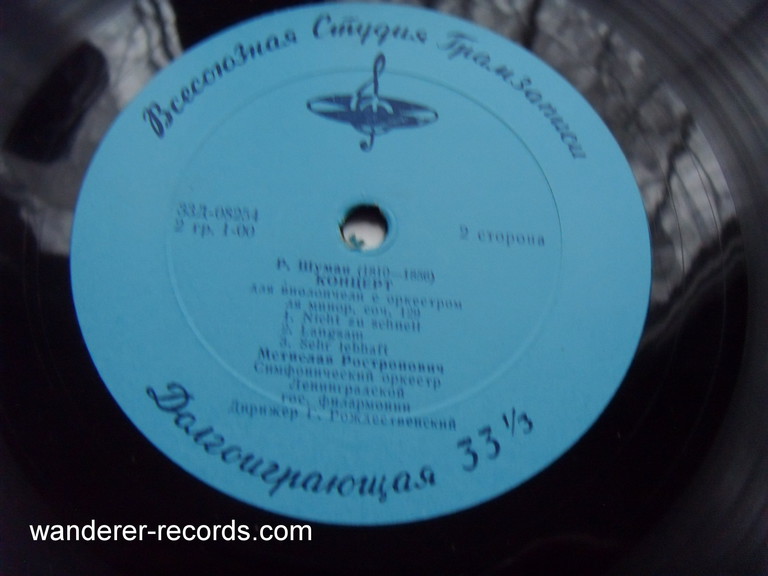 Всесоюзная Студия Грамзаписи
33Д-08254
2 гр. 1-00
2 сторона
Р. Шуман (1810—1856)
КОНЦЕРТ
для виолончели с оркестром
ля минор, соч. 129
1. Nicht zu schnell
2. Langsam
3. Sehr lebhaft
Мстислав Ростропович
Симфонический оркестр
Ленинградской
гос. филармонии
Дирижер Г. Рождественский
Долгоиграющая 33 1/3
wanderer-records.com